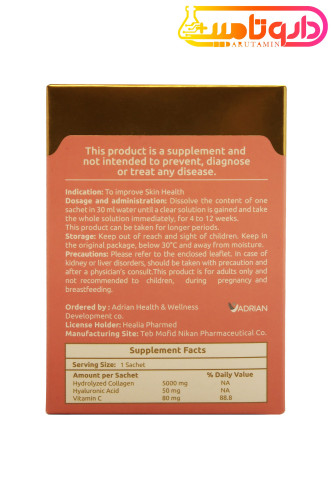 داروتامین
DARUTAMIN
This product is a supplement and
not intended to prevent, diagnose
or treat any disease.
Indication: To improve Skin Health
Dosage and administration: Dissolve the content of one
sachet in 30 ml water until a clear solution is gained and take
the whole solution immediately, for 4 to 12 weeks.
This product can be taken for longer periods.
Storage: Keep out of reach and sight of children. Keep in
the original package, below 30°C and away from moisture.
Precautions: Please refer to the enclosed leaflet. In case of
kidney or liver disorders, should be taken with precaution and
after a physician's consult.This product is for adults only and
not recommended to children, during pregnancy and
breastfeeding.
Ordered by : Adrian Health & Wellness
Development co.
ADRIAN
License Holder: Healia Pharmed
Manufacturing Site: Teb Mofid Nikan Pharmaceutical Co.
Supplement Facts
Serving Size: 1 Sachet
Amount per Sachet % Daily Value
Hydrolyzed Collagen 5000 mg NA
Hyaluronic Acid 50 mg NA
Vitamin C 80 mg 88.8